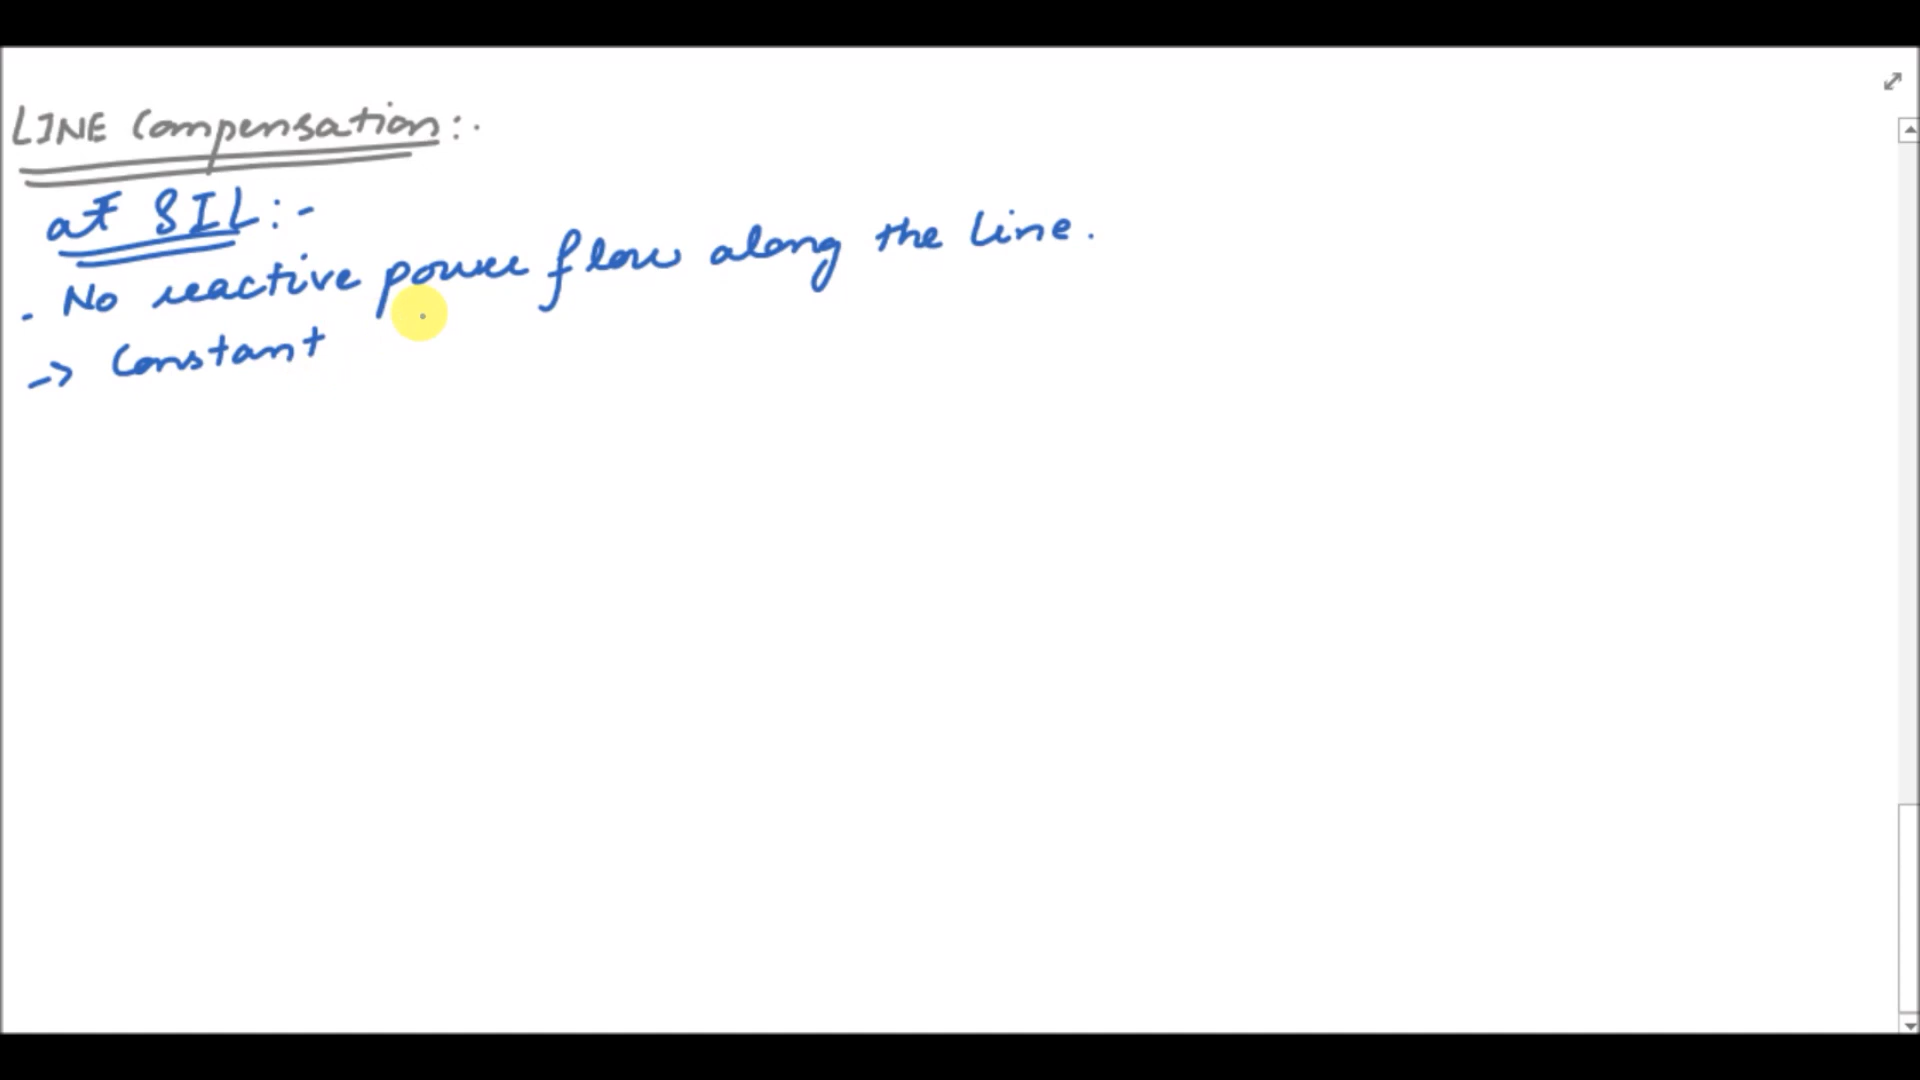 LINE Compensation:-
at SIL:-
. No reactive power flow along the line.
-> Constant